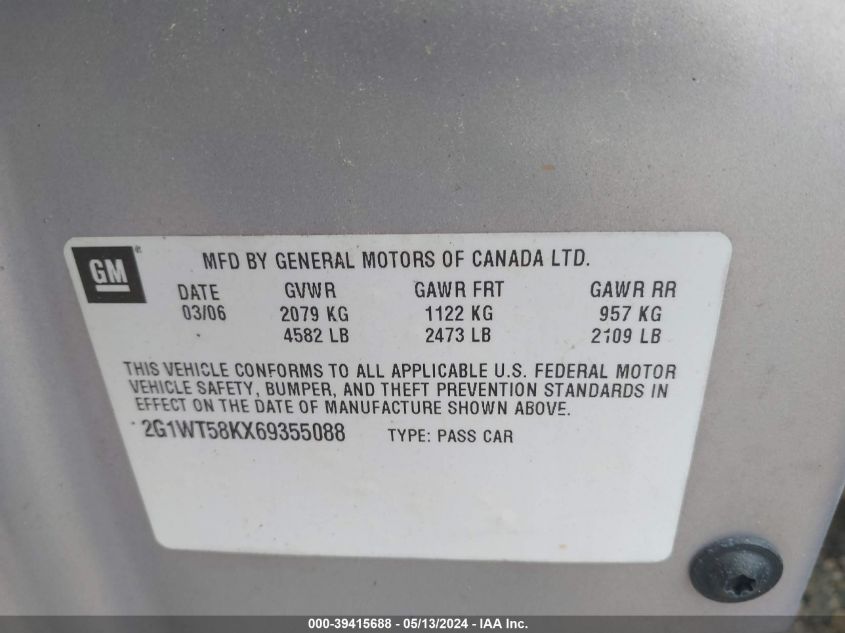 GM®
MFD BY GENERAL MOTORS OF CANADA LTD.
DATE GVWR GAWR FRT GAWR RR
03/06 2079 KG 1122 KG 957 KG
4582 LB 2473 LB 2109 LB
THIS VEHICLE CONFORMS TO ALL APPLICABLE U.S. FEDERAL MOTOR
VEHICLE SAFETY, BUMPER, AND THEFT PREVENTION STANDARDS IN
EFFECT ON THE DATE OF MANUFACTURE SHOWN ABOVE.
2G1WT58KX69355088 TYPE: PASS CAR
000-39415688 - 05/13/2024 - IAA Inc.